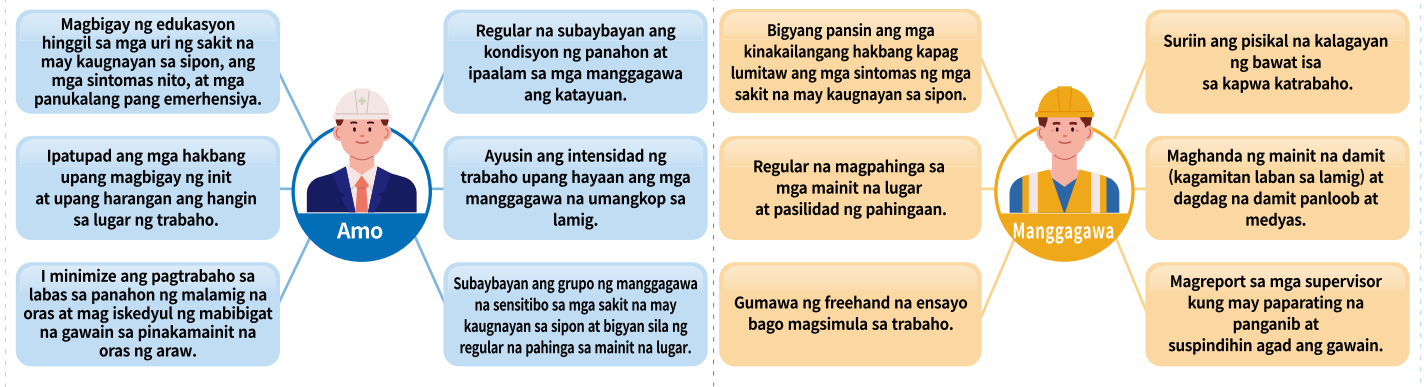 Magbigay ng edukasyon
hinggil sa mga uri ng sakit na
may kaugnayan sa sipon, ang
mga sintomas nito, at mga
panukalang pang emerhensiya.
Ipatupad ang mga hakbang
upang magbigay ng init
at upang harangan ang hangin
sa lugar ng trabaho.
I minimize ang pagtrabaho sa
labas sa panahon ng malamig na
oras at mag iskedyul ng mabibigat
na gawain sa pinakamainit na
oras ng araw.
Amo
Regular na subaybayan ang
kondisyon ng panahon at
ipaalam sa mga manggagawa
ang katayuan.
Ayusin ang intensidad ng
trabaho upang hayaan ang mga
manggagawa na umangkop sa
lamig.
Subaybayan ang grupo ng manggagawa
na sensitibo sa mga sakit na may
kaugnayan sa sipon at bigyan sila ng
regular na pahinga sa mainit na lugar.
Bigyang pansin ang mga
kinakailangang hakbang kapag
lumitaw ang mga sintomas ng mga
sakit na may kaugnayan sa sipon.
Regular na magpahinga sa
mga mainit na lugar
at pasilidad ng pahingaan.
Gumawa ng freehand na ensayo
bago magsimula sa trabaho.
Manggagawa
Suriin ang pisikal na kalagayan
ng bawat isa
sa kapwa katrabaho.
Maghanda ng mainit na damit
(kagamitan laban sa lamig) at
dagdag na damit panloob at
medyas.
Magreport sa mga supervisor
kung may paparating na
panganib at
suspindihin agad ang gawain.